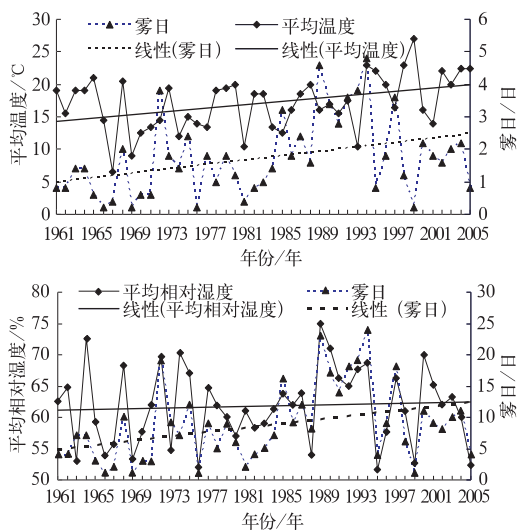 雾日 平均温度
线性(雾日) 线性(平均温度)
30 25 20 15 10 5 0
平均温度/℃
6 5 4 3 2 1 0
雾日/日
1961 1965 1969 1973 1977 1981 1985 1989 1993 1997 2001 2005
年份/年
平均相对湿度 雾日
线性(平均相对湿度) 线性 (雾日)
80 75 70 65 60 55 50
平均相对湿度/%
30 25 20 15 10 5 0
雾日/日
1961 1965 1969 1973 1977 1981 1985 1989 1993 1997 2001 2005
年份/年